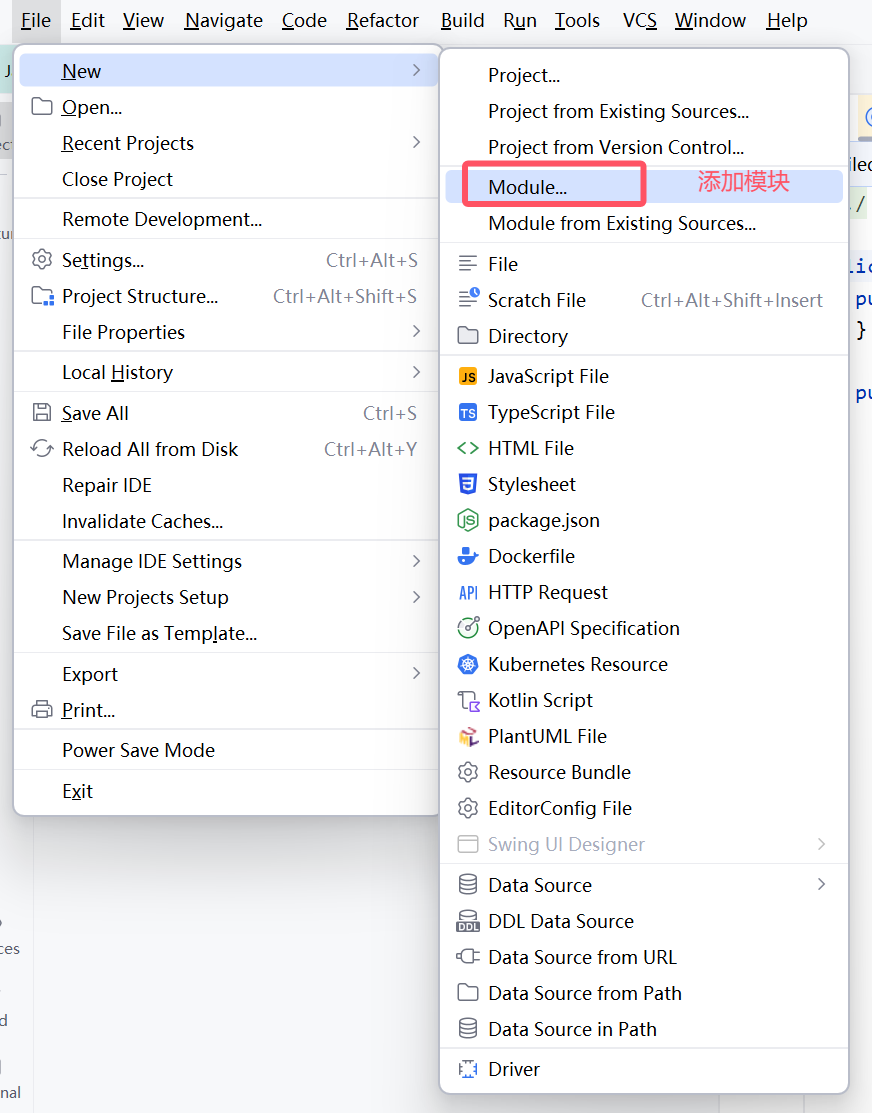 File Edit View Navigate Code Refactor Build Run Tools VCS Window Help
New
Open...
Recent Projects
Close Project
Remote Development...
Settings... Ctrl+Alt+S
Project Structure... Ctrl+Alt+Shift+S
File Properties
Local History
Save All Ctrl+S
Reload All from Disk Ctrl+Alt+Y
Repair IDE
Invalidate Caches...
Manage IDE Settings
New Projects Setup
Save File as Template...
Export
Print...
Power Save Mode
Exit
Project...
Project from Existing Sources...
Project from Version Control...
Module... 添加模块
Module from Existing Sources...
File
Scratch File Ctrl+Alt+Shift+Insert
Directory
JS JavaScript File
TS TypeScript File
HTML File
Stylesheet
JS package.json
Dockerfile
API HTTP Request
OpenAPI Specification
Kubernetes Resource
Kotlin Script
PlantUML File
Resource Bundle
EditorConfig File
Swing UI Designer
Data Source
DDL DDL Data Source
Data Source from URL
Data Source from Path
Data Source in Path
Driver